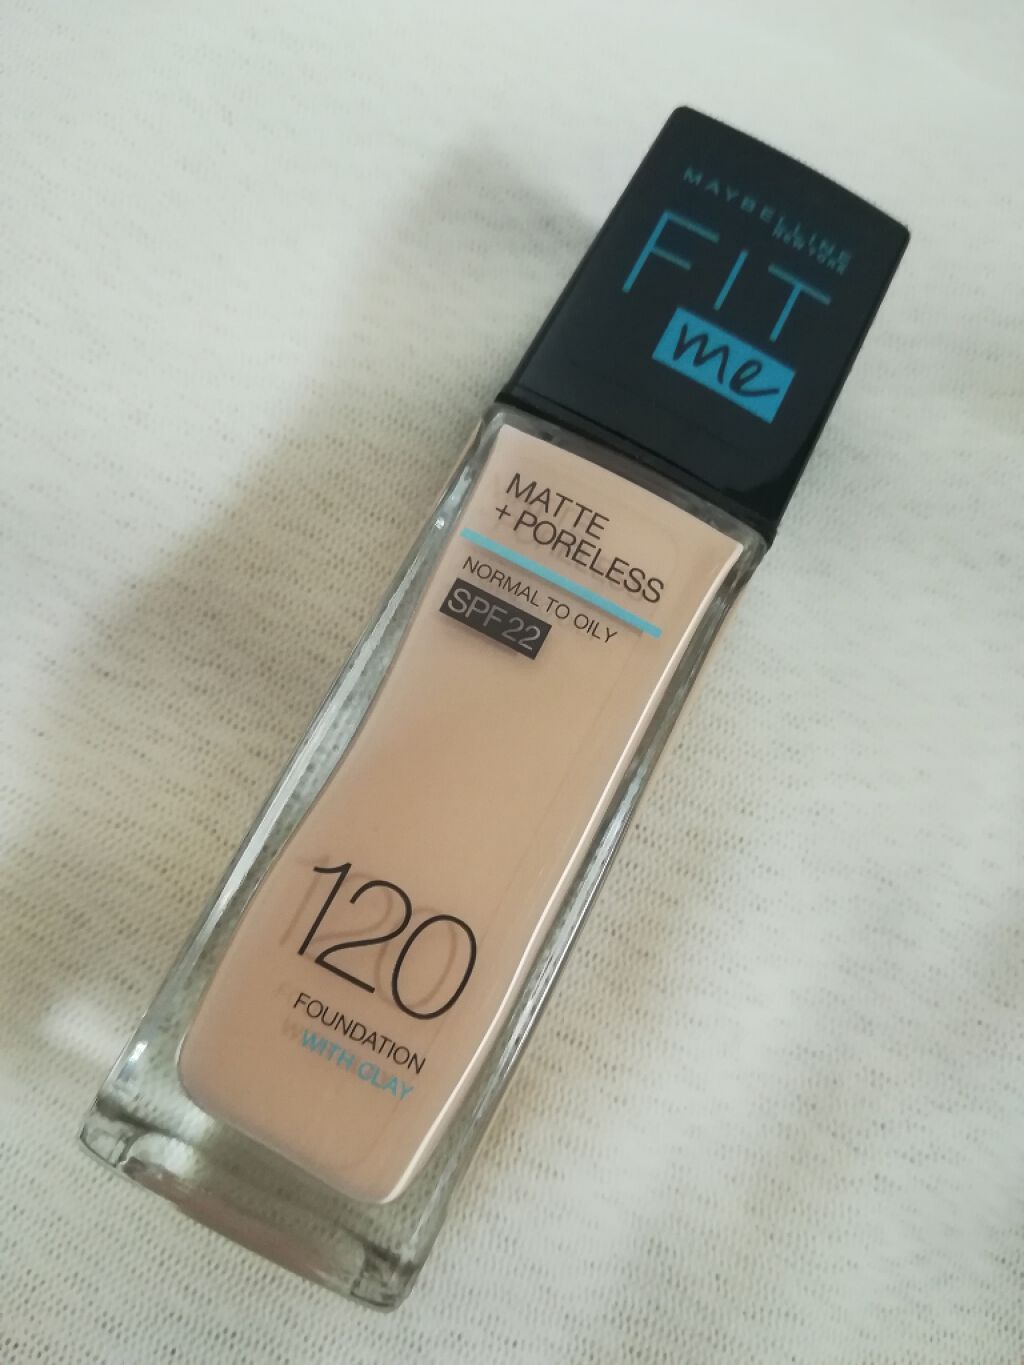 MAYBELLINE
NEW YORK
FIT
me
MATTE
+ PORELESS
NORMAL TO OILY
SPF 22
120
FOUNDATION
WITH CLAY